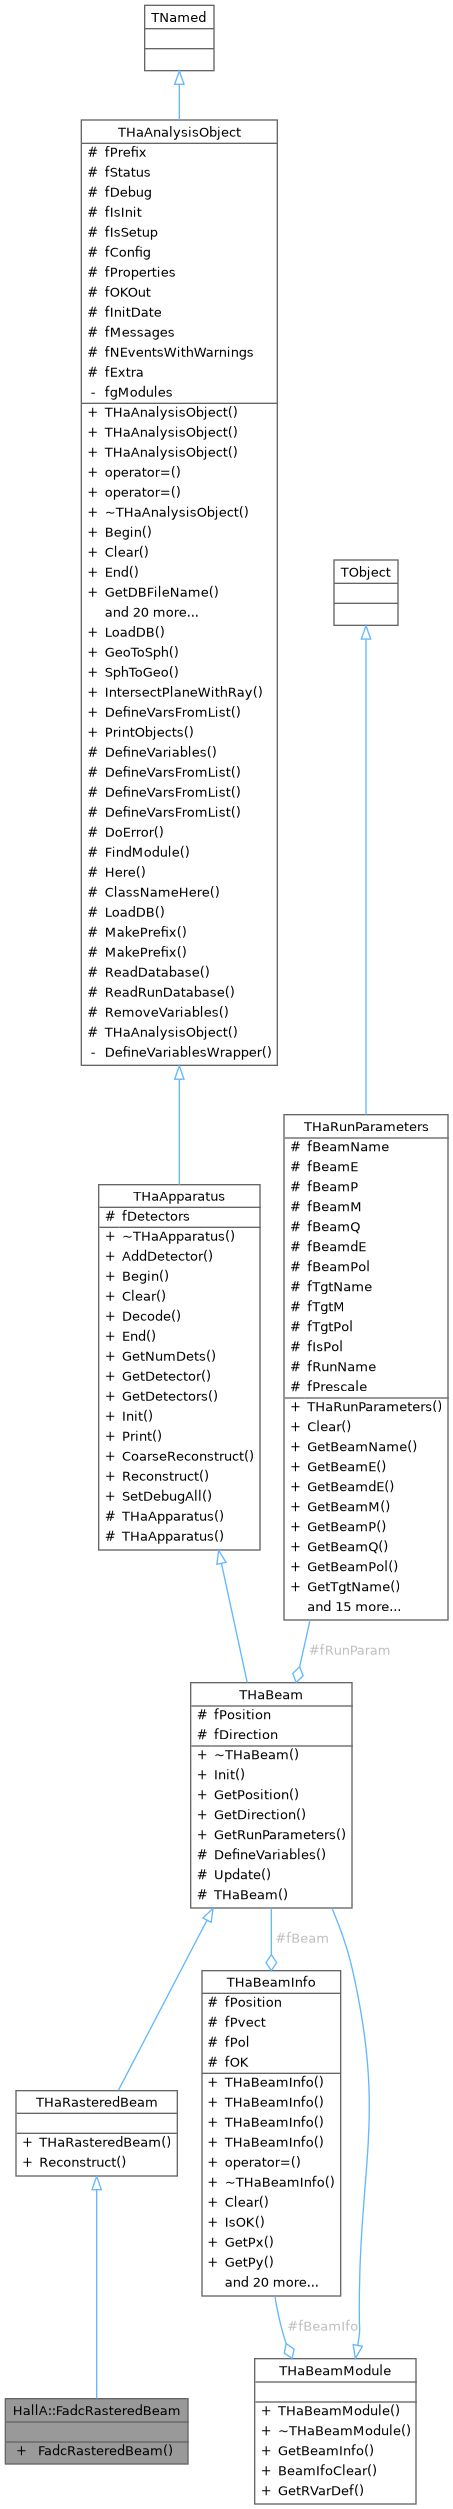 TNamed
THaAnalysisObject
# fPrefix
# fStatus
# fDebug
# fIsInit
# fIsSetup
# fConfig
# fProperties
# fOKOut
# fInitDate
# fMessages
# fNEventsWithWarnings
# fExtra
- fgModules
+ THaAnalysisObject()
+ THaAnalysisObject()
+ THaAnalysisObject()
+ operator=()
+ operator=()
+ ~THaAnalysisObject()
+ Begin()
+ Clear()
+ End()
+ GetDBFileName()
and 20 more...
+ LoadDB()
+ GeoToSph()
+ SphToGeo()
+ IntersectPlaneWithRay()
+ DefineVarsFromList()
+ PrintObjects()
# DefineVariables()
# DefineVarsFromList()
# DefineVarsFromList()
# DefineVarsFromList()
# DoError()
# FindModule()
# Here()
# ClassNameHere()
# LoadDB()
# MakePrefix()
# MakePrefix()
# ReadDatabase()
# ReadRunDatabase()
# RemoveVariables()
# THaAnalysisObject()
- DefineVariablesWrapper()
TObject
THaApparatus
# fDetectors
+ ~THaApparatus()
+ AddDetector()
+ Begin()
+ Clear()
+ Decode()
+ End()
+ GetNumDets()
+ GetDetector()
+ GetDetectors()
+ Init()
+ Print()
+ CoarseReconstruct()
+ Reconstruct()
+ SetDebugAll()
# THaApparatus()
# THaApparatus()
THaRunParameters
# fBeamName
# fBeamE
# fBeamP
# fBeamM
# fBeamQ
# fBeamdE
# fBeamPol
# fTgtName
# fTgtM
# fTgtPol
# fIsPol
# fRunName
# fPrescale
+ THaRunParameters()
+ Clear()
+ GetBeamName()
+ GetBeamE()
+ GetBeamdE()
+ GetBeamM()
+ GetBeamP()
+ GetBeamQ()
+ GetBeamPol()
+ GetTgtName()
and 15 more...
#fRunParam
THaBeam
# fPosition
# fDirection
+ ~THaBeam()
+ Init()
+ GetPosition()
+ GetDirection()
+ GetRunParameters()
# DefineVariables()
# Update()
# THaBeam()
#fBeam
THaBeamInfo
# fPosition
# fPvect
# fPol
# fOK
+ THaBeamInfo()
+ THaBeamInfo()
+ THaBeamInfo()
+ THaBeamInfo()
+ operator=()
+ ~THaBeamInfo()
+ Clear()
+ IsOK()
+ GetPx()
+ GetPy()
and 20 more...
THaRasteredBeam
+ THaRasteredBeam()
+ Reconstruct()
#fBeamIfo
HallA::FadcRasteredBeam
+ FadcRasteredBeam()
THaBeamModule
+ THaBeamModule()
+ ~THaBeamModule()
+ GetBeamInfo()
+ BeamIfoClear()
+ GetRVarDef()